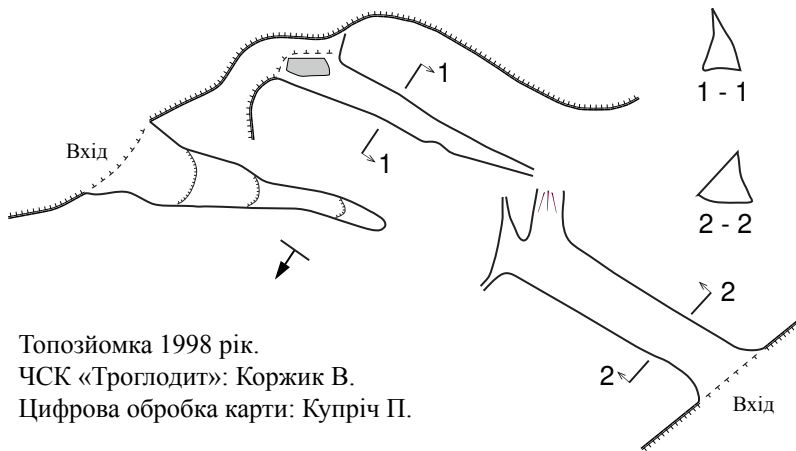 1
1 - 1
Вхід
1
2 - 2
2
2
Вхід
Топозйомка 1998 рік.
ЧСК «Троглодит»: Коржик В.
Цифрова обробка карти: Купріч П.